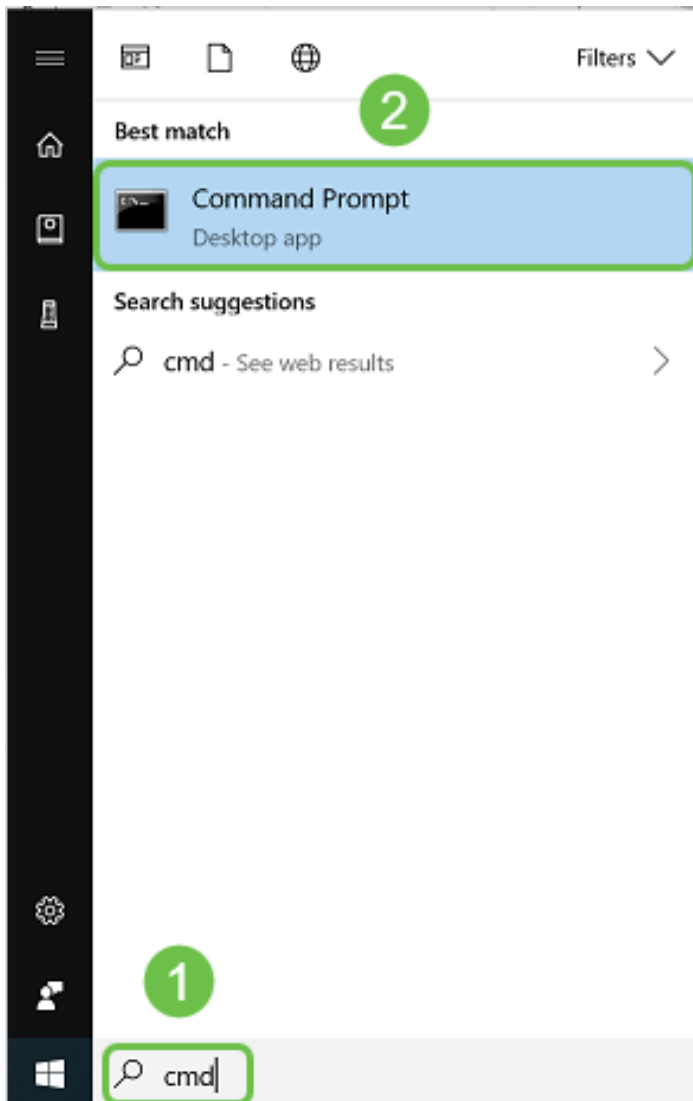 Filters
2
Best match
Command Prompt
Desktop app
Search suggestions
cmd - See web results
1
cmd